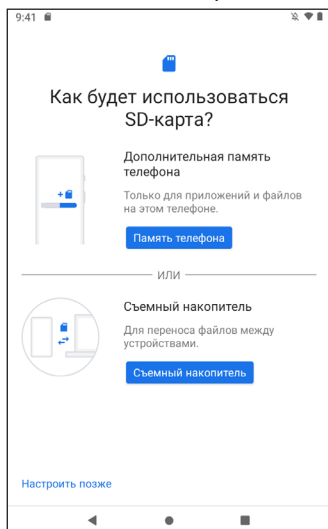 9:41
Как будет использоваться
SD-карта?
Дополнительная память
телефона
Только для приложений и файлов
на этом телефоне.
Память телефона
ИЛИ
Съемный накопитель
Для переноса файлов между
устройствами.
Съемный накопитель
Настроить позже